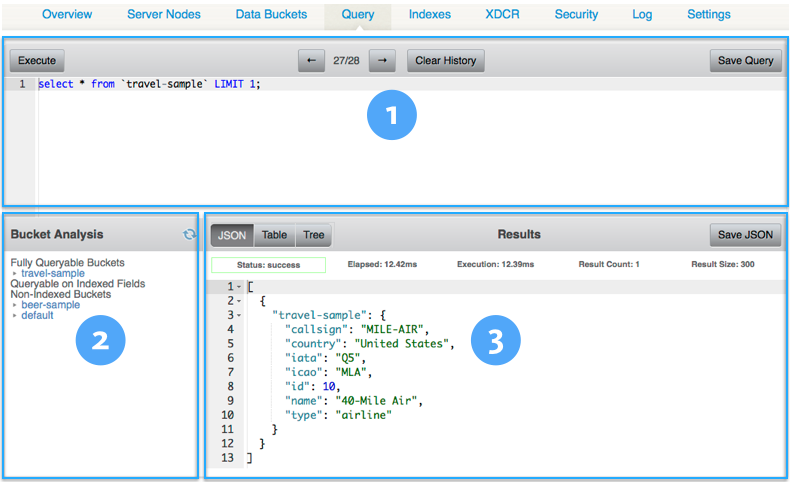 Overview Server Nodes Data Buckets Query Indexes XDCR Security Log Settings
Execute ← 27/28 → Clear History Save Query
1 select * from `travel-sample` LIMIT 1;
1
Bucket Analysis
Fully Queryable Buckets
travel-sample
Queryable on Indexed Fields
Non-Indexed Buckets
beer-sample
default
2
JSON Table Tree Results Save JSON
Status: success Elapsed: 12.42ms Execution: 12.39ms Result Count: 1 Result Size: 300
1 [
2 {
3 "travel-sample": {
4 "callsign": "MILE-AIR",
5 "country": "United States",
6 "iata": "Q5",
7 "icao": "MLA",
8 "id": 10,
9 "name": "40-Mile Air",
10 "type": "airline"
11 }
12 }
13 ]
3